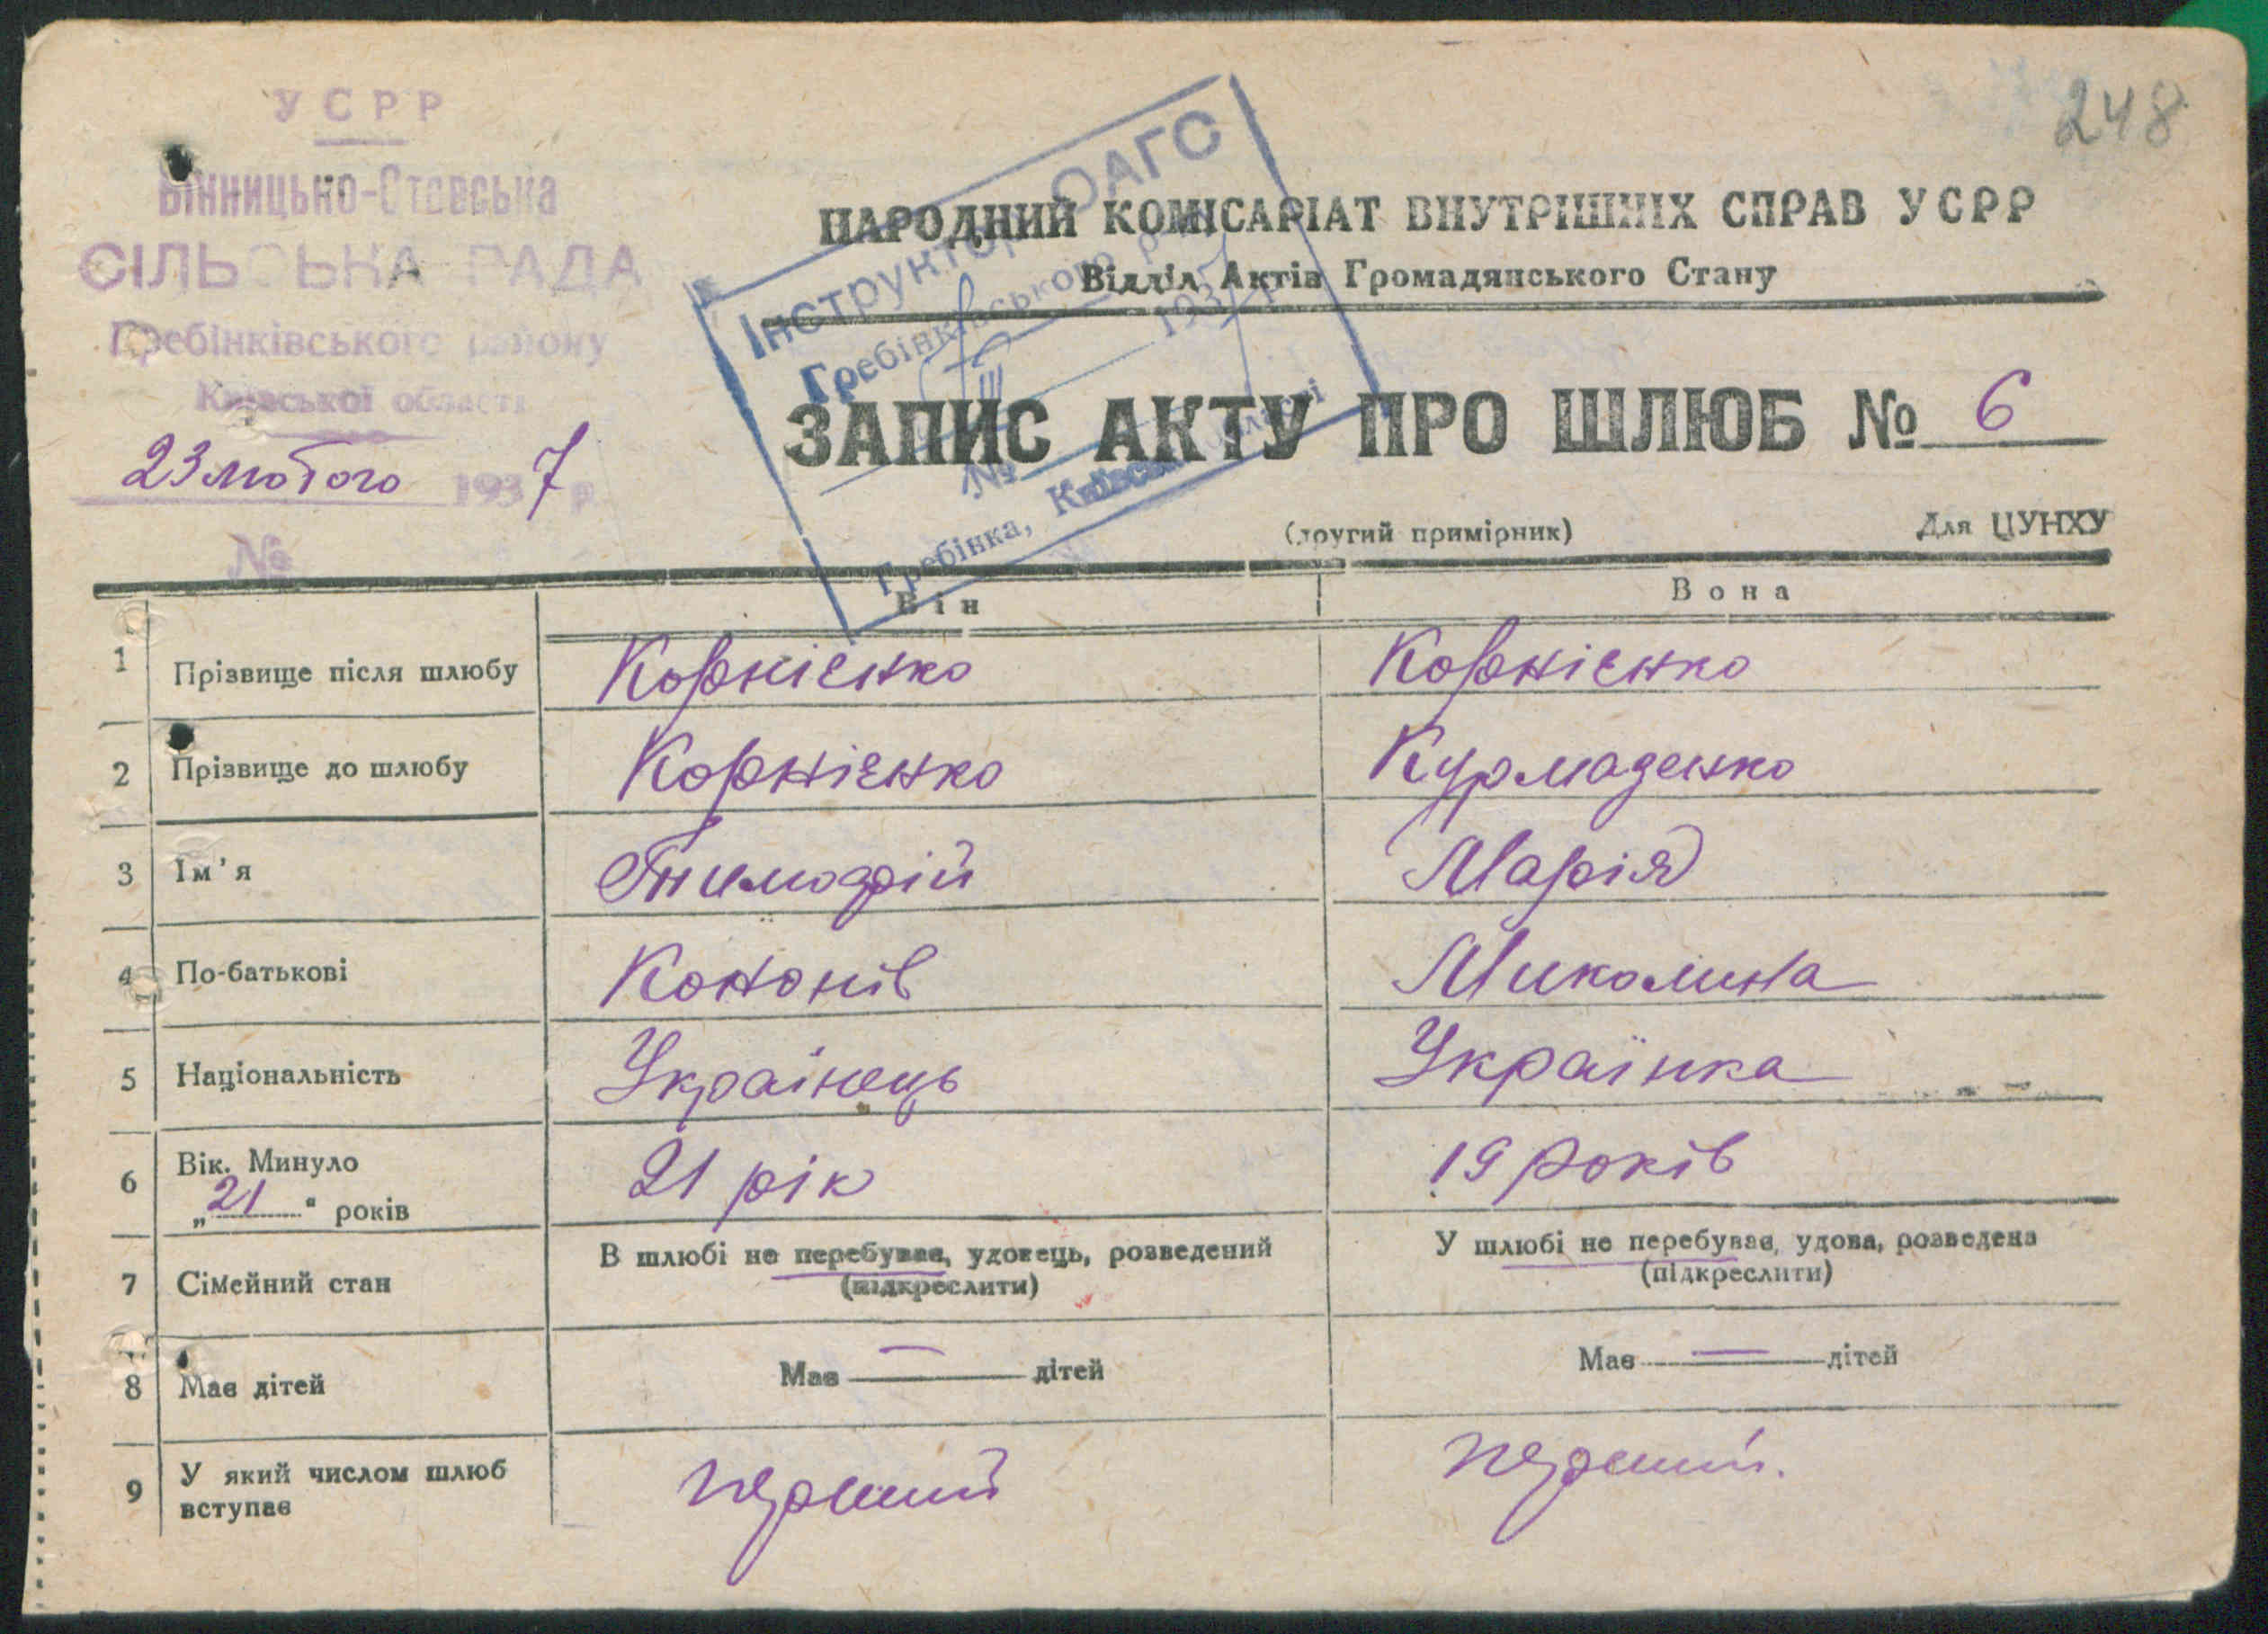 248
УСРР
Вінницько-Ставська
СІЛЬСЬКА РАДА
Гребінківського району
Київської области
23 лютого 1937 р.
№
Інструктор ОАГС
Гребінківського
III 1937
№
Гребінка, Київської області
НАРОДНИЙ КОМІСАРІАТ ВНУТРІШНІХ СПРАВ УСРР
Відділ Актів Громадянського Стану
ЗАПИС АКТУ ПРО ШЛЮБ № 6
(другий примірник) Для ЦУНХУ
Він Вона
1 Прізвище після шлюбу Корнієнко Корнієнко
2 Прізвище до шлюбу Корнієнко Курмаденко
3 Ім'я Тимофій Марія
4 По-батькові Кононів Миколина
5 Національність Українець Українка
6 Вік. Минуло „21“ років 21 рік 19 років
7 Сімейний стан В шлюбі не перебуває, удовець, розведений У шлюбі не перебуває, удова, розведена
(підкреслити) (підкреслити)
8 Має дітей Має — дітей Має — дітей
9 У який числом шлюб вступає перший перший.